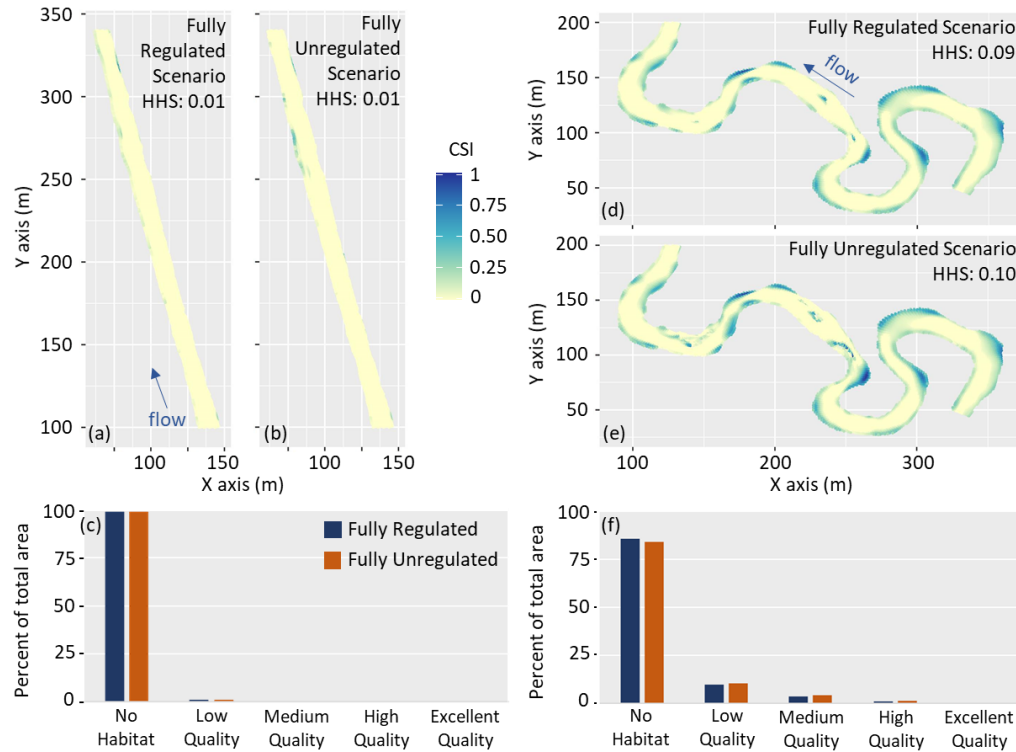 350
300
250
200
150
100
Y axis (m)
Fully
Regulated
Scenario
HHS: 0.01
flow
(a)
100
150
Fully
Unregulated
Scenario
HHS: 0.01
(b)
100
150
X axis (m)
CSI
1
0.75
0.5
0.25
0
200
150
100
50
Y axis (m)
Fully Regulated Scenario
HHS: 0.09
flow
(d)
200
150
100
50
Y axis (m)
Fully Unregulated Scenario
HHS: 0.10
(e)
100
200
300
X axis (m)
100
75
50
25
0
Percent of total area
(c)
Fully Regulated
Fully Unregulated
No
Habitat
Low
Quality
Medium
Quality
High
Quality
Excellent
Quality
100
75
50
25
0
Percent of total area
(f)
No
Habitat
Low
Quality
Medium
Quality
High
Quality
Excellent
Quality